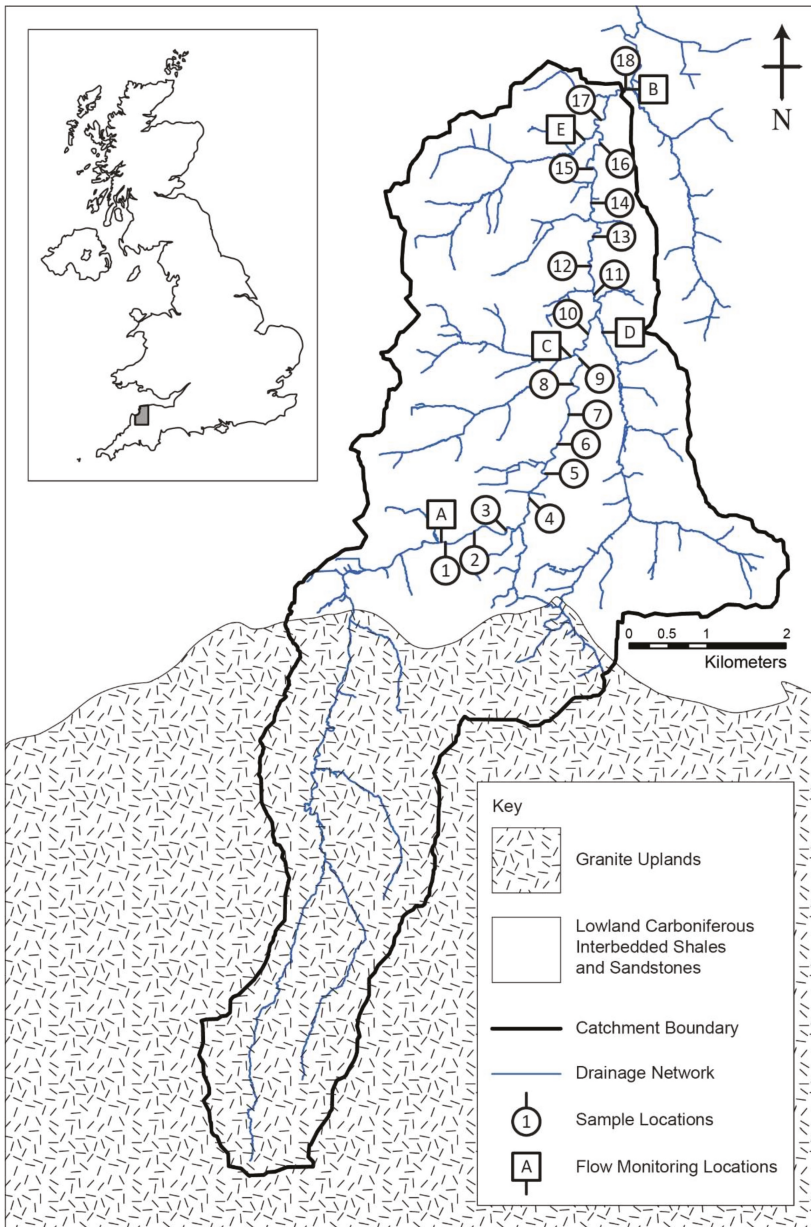 18
B
17
N
E
16
15
14
13
12
11
10
D
C
9
8
7
6
5
A
3
4
1
2
0 0.5 1 2
Kilometers
Key
Granite Uplands
Lowland Carboniferous
Interbedded Shales
and Sandstones
Catchment Boundary
Drainage Network
1
Sample Locations
A
Flow Monitoring Locations